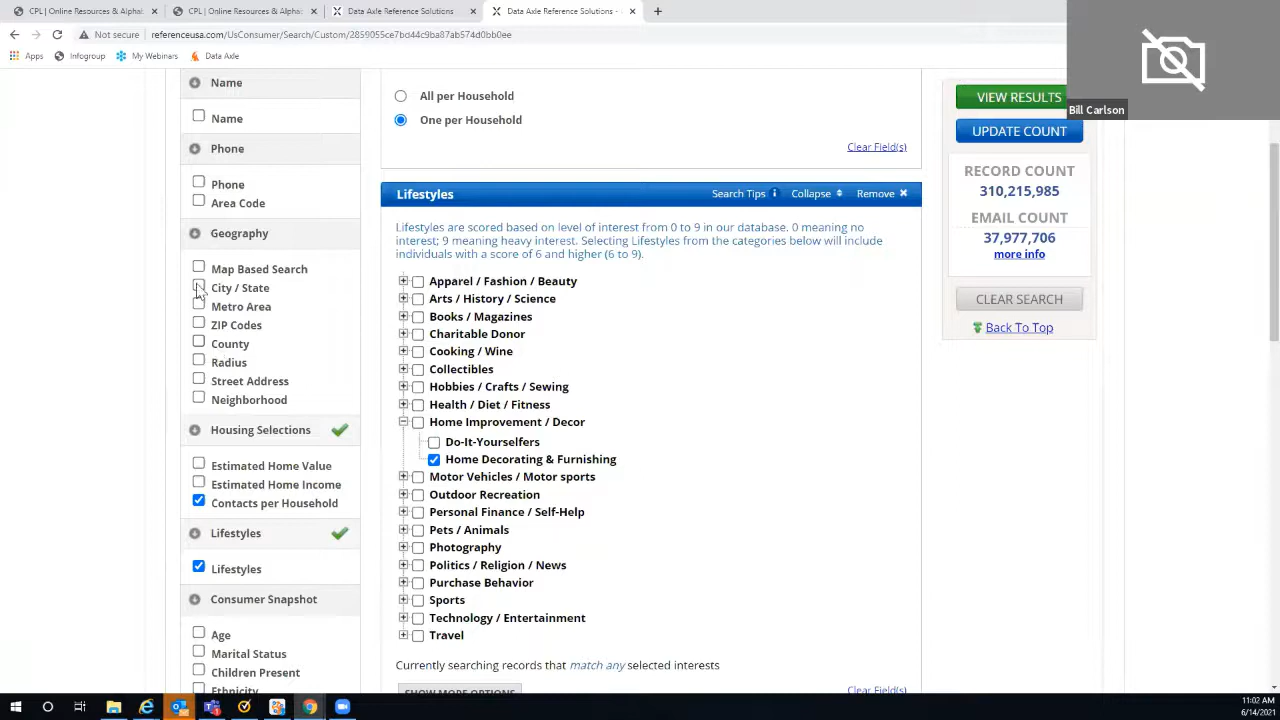 CPL | Online Resources & Alphab
CPL | Online Resources & Alphab
Data Axle Reference Solutions
Data Axle Reference Solutions -
Not secure | referenceusa.com/UsConsumer/Search/Custom/2859055ce7bd44c9ba87ab574d0bb0ee
Apps
Infogroup
My Webinars
Data Axle
Bill Carlson
Name
Name
Phone
Phone
Area Code
Geography
Map Based Search
City / State
Metro Area
ZIP Codes
County
Radius
Street Address
Neighborhood
Housing Selections
Estimated Home Value
Estimated Home Income
Contacts per Household
Lifestyles
Lifestyles
Consumer Snapshot
Age
Marital Status
Children Present
Ethnicity
All per Household
One per Household
Clear Field(s)
Lifestyles
Search Tips
Collapse
Remove
Lifestyles are scored based on level of interest from 0 to 9 in our database. 0 meaning no
interest; 9 meaning heavy interest. Selecting Lifestyles from the categories below will include
individuals with a score of 6 and higher (6 to 9).
Apparel / Fashion / Beauty
Arts / History / Science
Books / Magazines
Charitable Donor
Cooking / Wine
Collectibles
Hobbies / Crafts / Sewing
Health / Diet / Fitness
Home Improvement / Decor
Do-It-Yourselfers
Home Decorating & Furnishing
Motor Vehicles / Motor sports
Outdoor Recreation
Personal Finance / Self-Help
Pets / Animals
Photography
Politics / Religion / News
Purchase Behavior
Sports
Technology / Entertainment
Travel
Currently searching records that match any selected interests
SHOW MORE OPTIONS
Clear Field(s)
VIEW RESULTS
UPDATE COUNT
RECORD COUNT
310,215,985
EMAIL COUNT
37,977,706
more info
CLEAR SEARCH
Back To Top
11:02 AM
6/14/2021